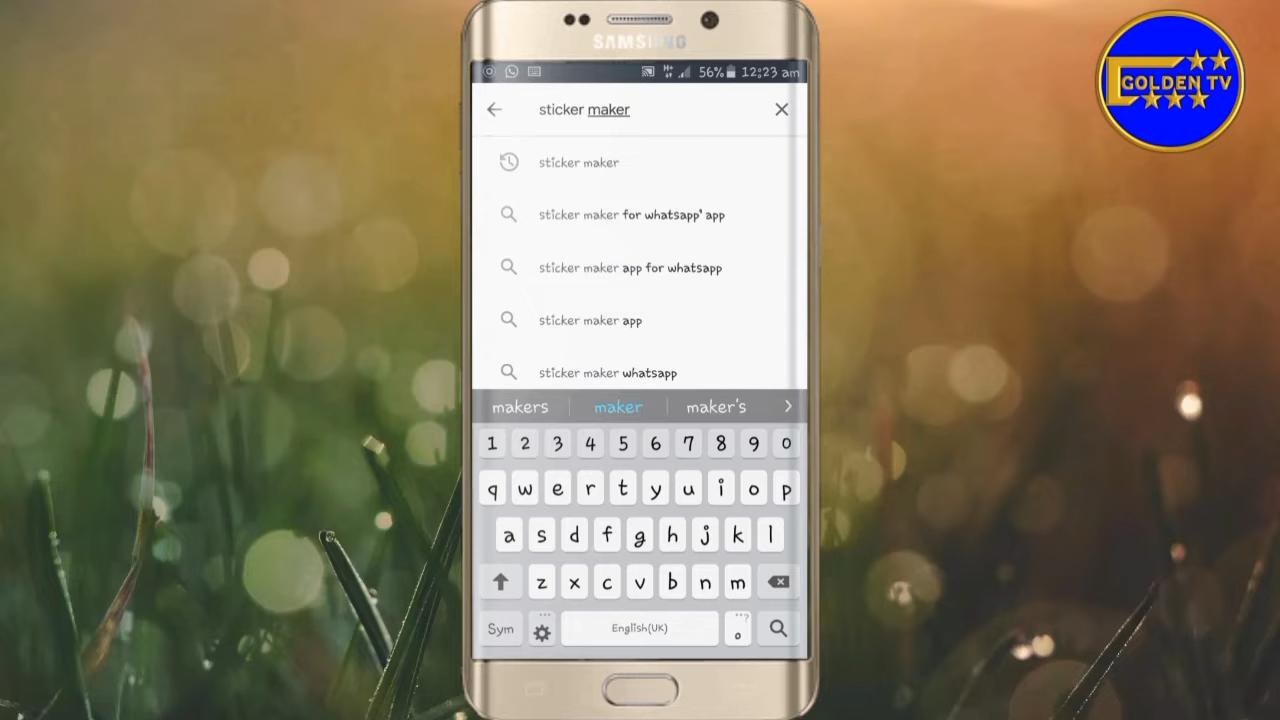 SAMSUNG
56% 12:23 am
sticker maker
sticker maker
sticker maker for whatsapp' app
sticker maker app for whatsapp
sticker maker app
sticker maker whatsapp
makers maker maker's
1 2 3 4 5 6 7 8 9 0
q w e r t y u i o p
a s d f g h j k l
z x c v b n m
Sym English(UK)
GOLDEN TV